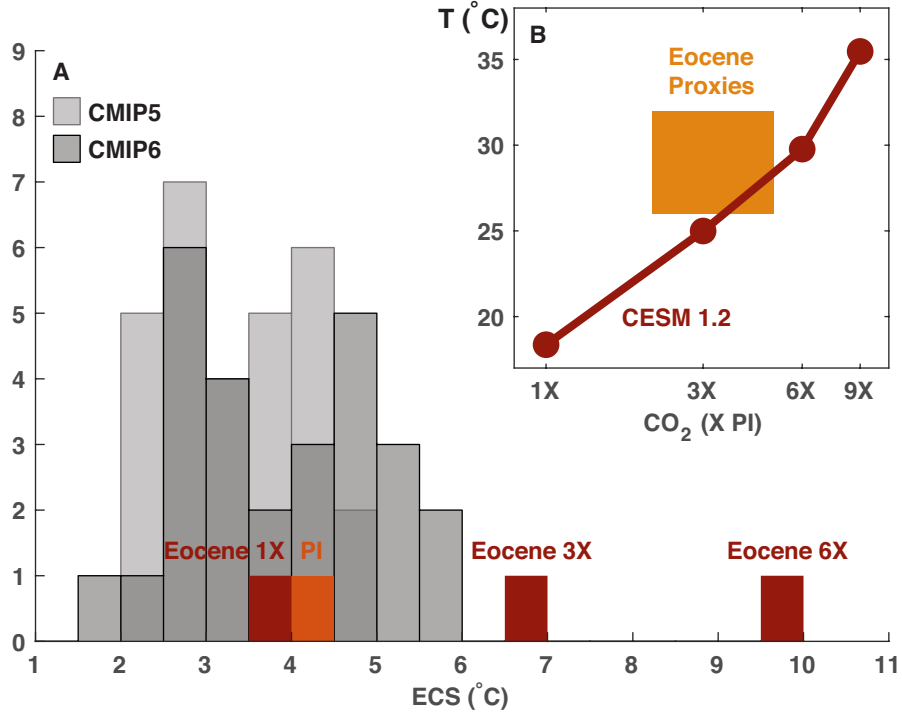 A
CMIP5
CMIP6
9
8
7
6
5
4
3
2
1
0
Eocene 1X
PI
Eocene 3X
Eocene 6X
1
2
3
4
5
6
7
8
9
10
11
ECS (°C)
T (°C)
B
35
30
25
20
Eocene
Proxies
CESM 1.2
1X
3X
6X
9X
CO₂ (X PI)